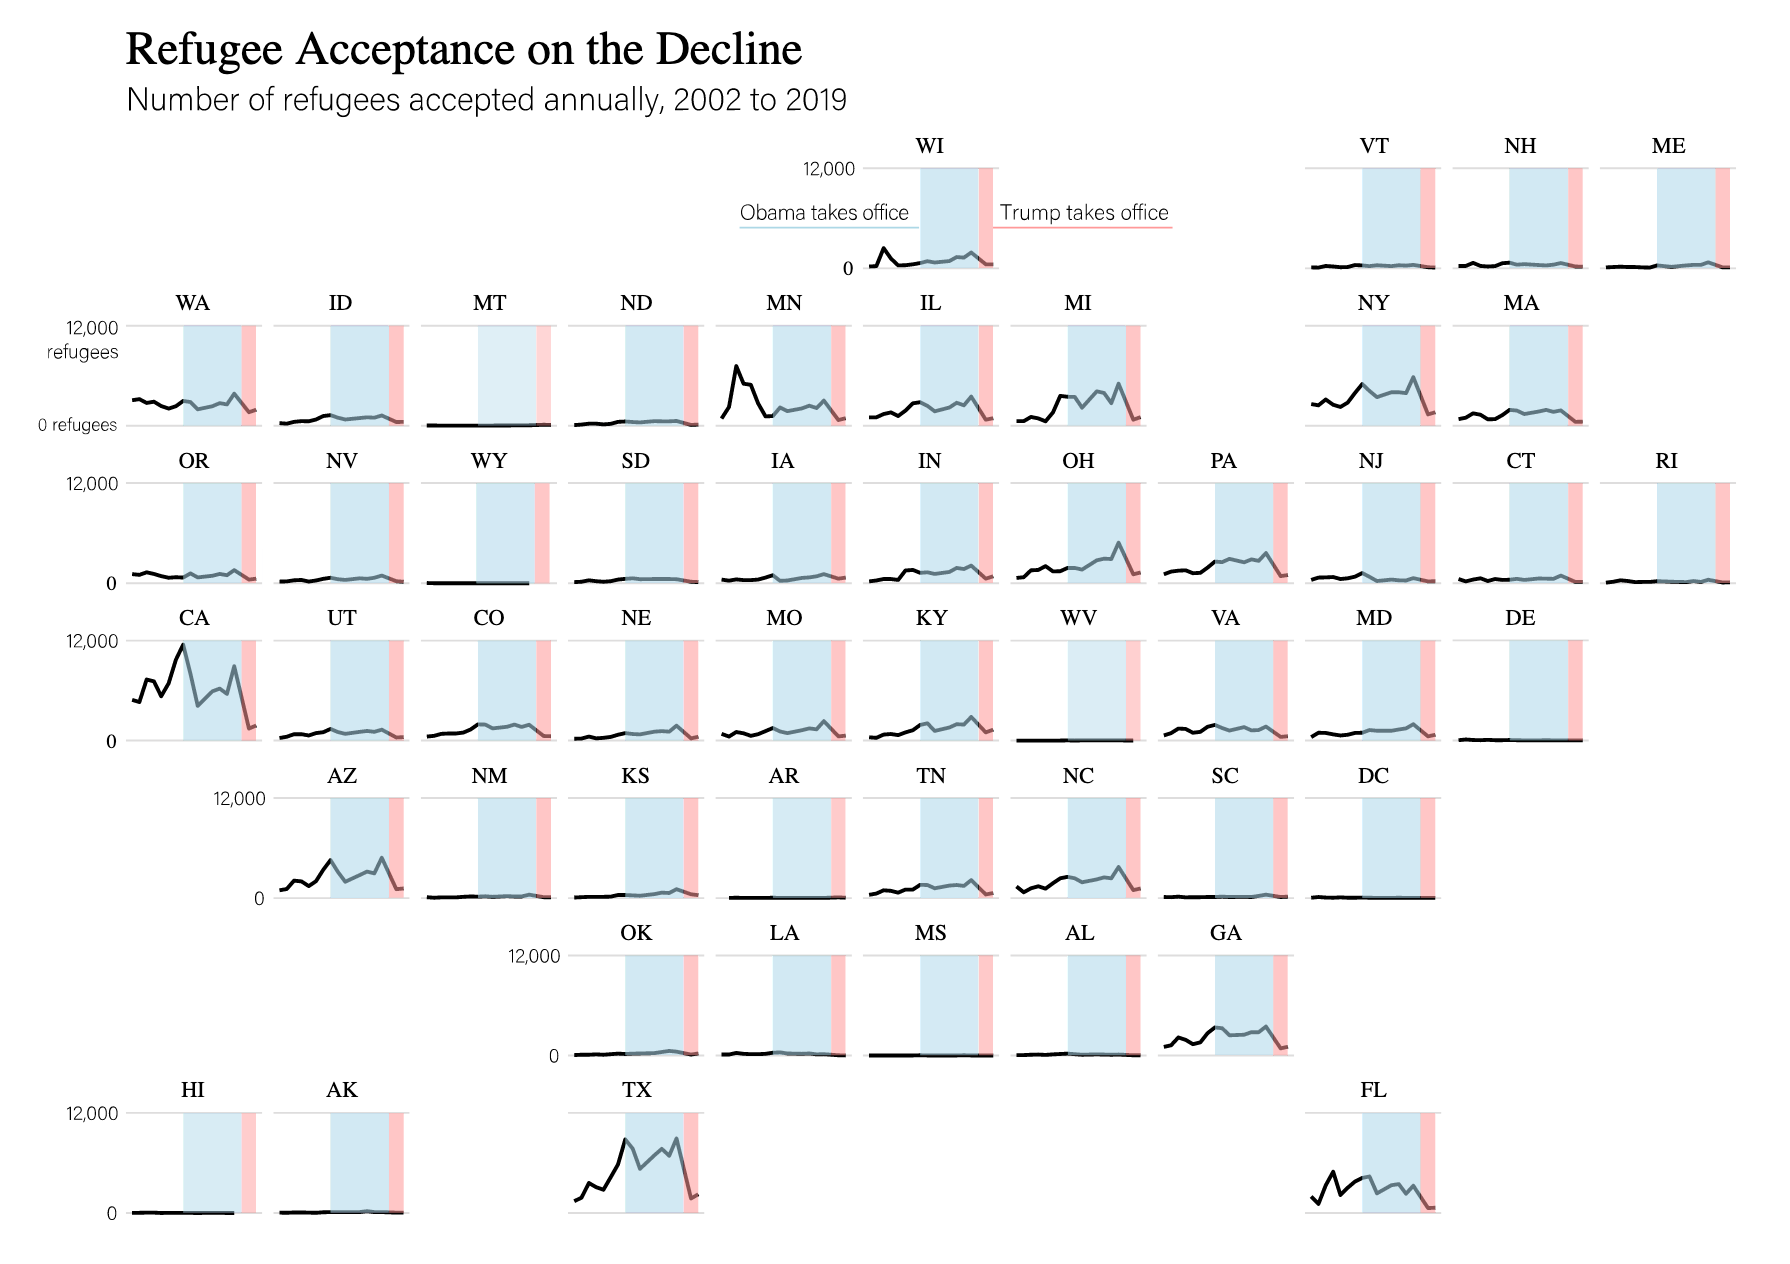 Refugee Acceptance on the Decline
Number of refugees accepted annually, 2002 to 2019
WI VT NH ME
12,000
Obama takes office Trump takes office
0
WA ID MT ND MN IL MI NY MA
12,000
refugees
0 refugees
OR NV WY SD IA IN OH PA NJ CT RI
12,000
0
CA UT CO NE MO KY WV VA MD DE
12,000
0
AZ NM KS AR TN NC SC DC
12,000
0
OK LA MS AL GA
12,000
0
HI AK TX FL
12,000
0